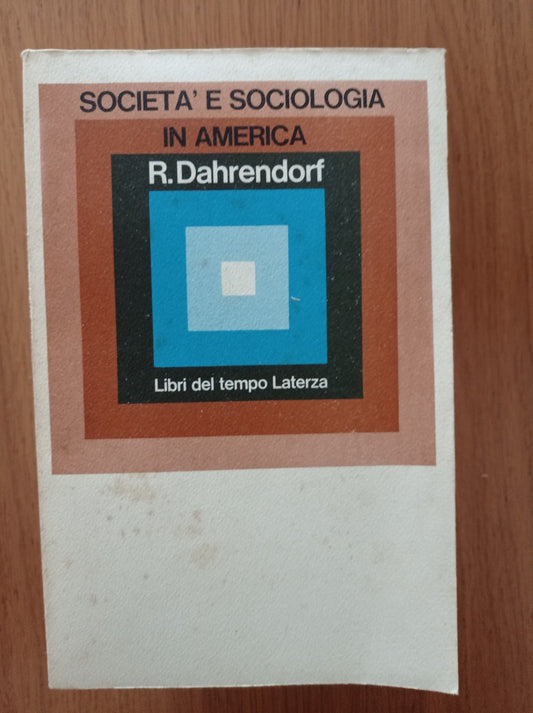 SOCIETA' E SOCIOLOGIA
IN AMERICA
R.Dahrendorf
Libri del tempo Laterza